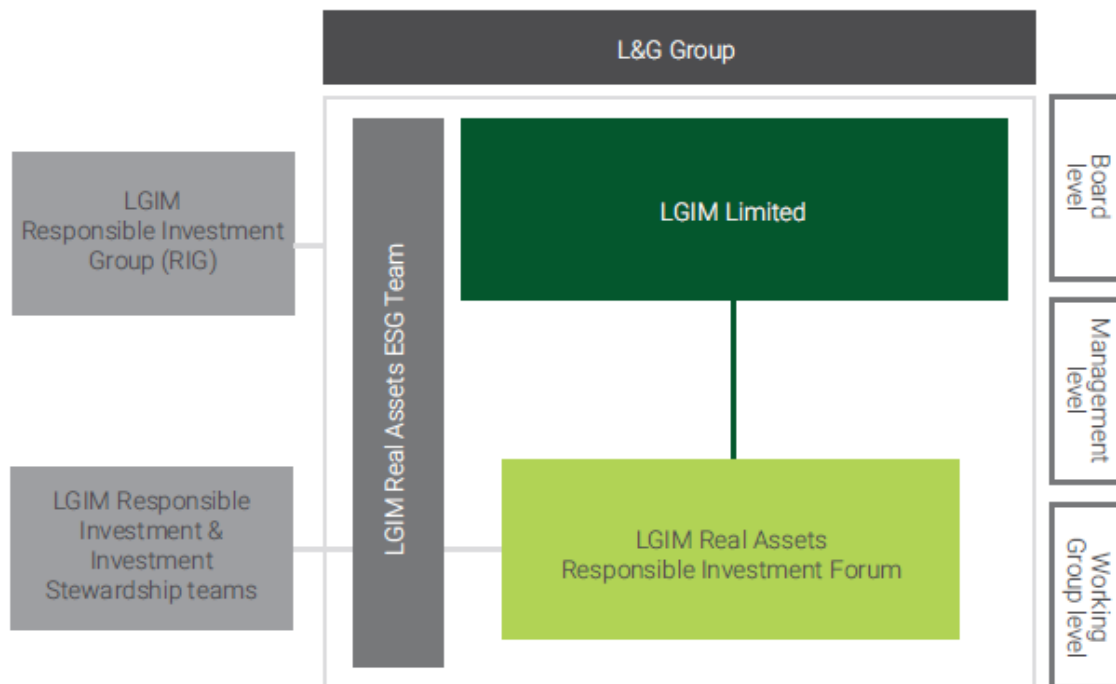 L&G Group
LGIM
Responsible Investment
Group (RIG)
LGIM Real Assets ESG Team
LGIM Limited
Board
level
Management
level
LGIM Responsible
Investment &
Investment
Stewardship teams
LGIM Real Assets
Responsible Investment Forum
Working
Group level